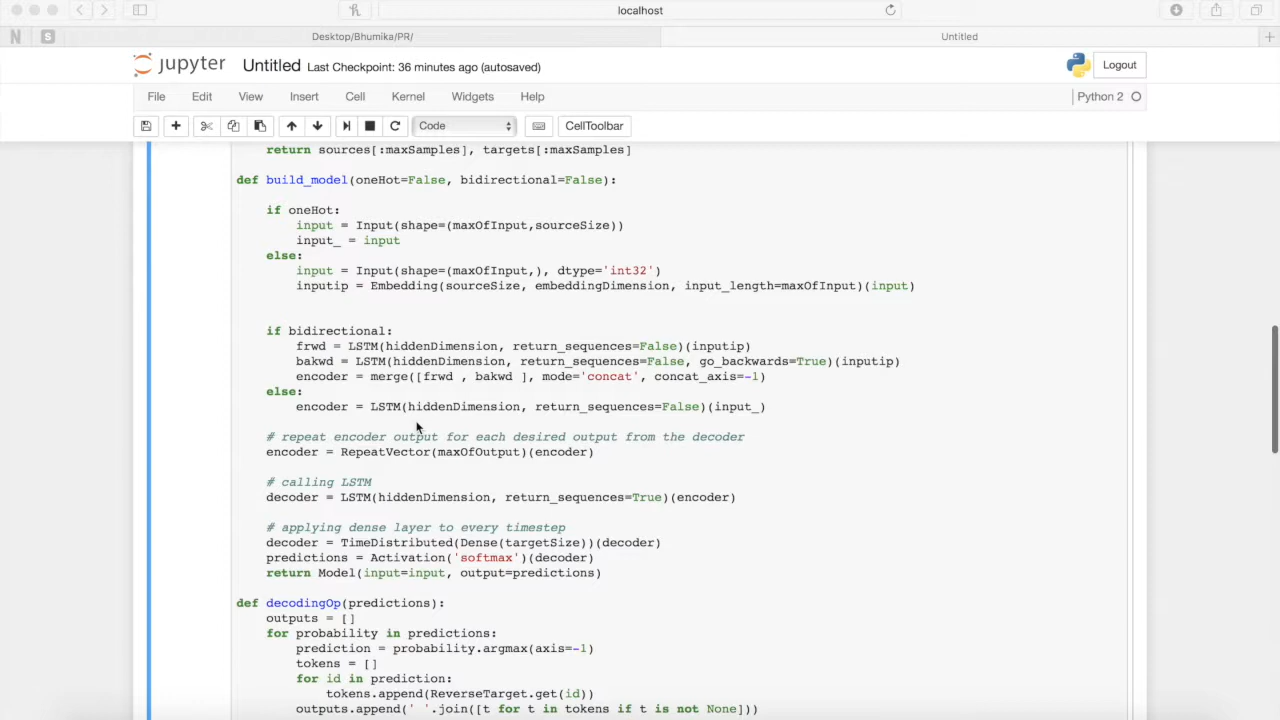 localhost
N
S
Desktop/Bhumika/PR/
Untitled
jupyter Untitled Last Checkpoint: 36 minutes ago (autosaved)
Logout
File Edit View Insert Cell Kernel Widgets Help
Python 2
Code
CellToolbar
return sources[:maxSamples], targets[:maxSamples]
def build_model(oneHot=False, bidirectional=False):
if oneHot:
input = Input(shape=(maxOfInput,sourceSize))
input_ = input
else:
input = Input(shape=(maxOfInput,), dtype='int32')
inputip = Embedding(sourceSize, embeddingDimension, input_length=maxOfInput)(input)
if bidirectional:
frwd = LSTM(hiddenDimension, return_sequences=False)(inputip)
bakwd = LSTM(hiddenDimension, return_sequences=False, go_backwards=True)(inputip)
encoder = merge([frwd , bakwd ], mode='concat', concat_axis=-1)
else:
encoder = LSTM(hiddenDimension, return_sequences=False)(input_)
# repeat encoder output for each desired output from the decoder
encoder = RepeatVector(maxOfOutput)(encoder)
# calling LSTM
decoder = LSTM(hiddenDimension, return_sequences=True)(encoder)
# applying dense layer to every timestep
decoder = TimeDistributed(Dense(targetSize))(decoder)
predictions = Activation('softmax')(decoder)
return Model(input=input, output=predictions)
def decodingOp(predictions):
outputs = []
for probability in predictions:
prediction = probability.argmax(axis=-1)
tokens = []
for id in prediction:
tokens.append(ReverseTarget.get(id))
outputs.append(' '.join([t for t in tokens if t is not None]))